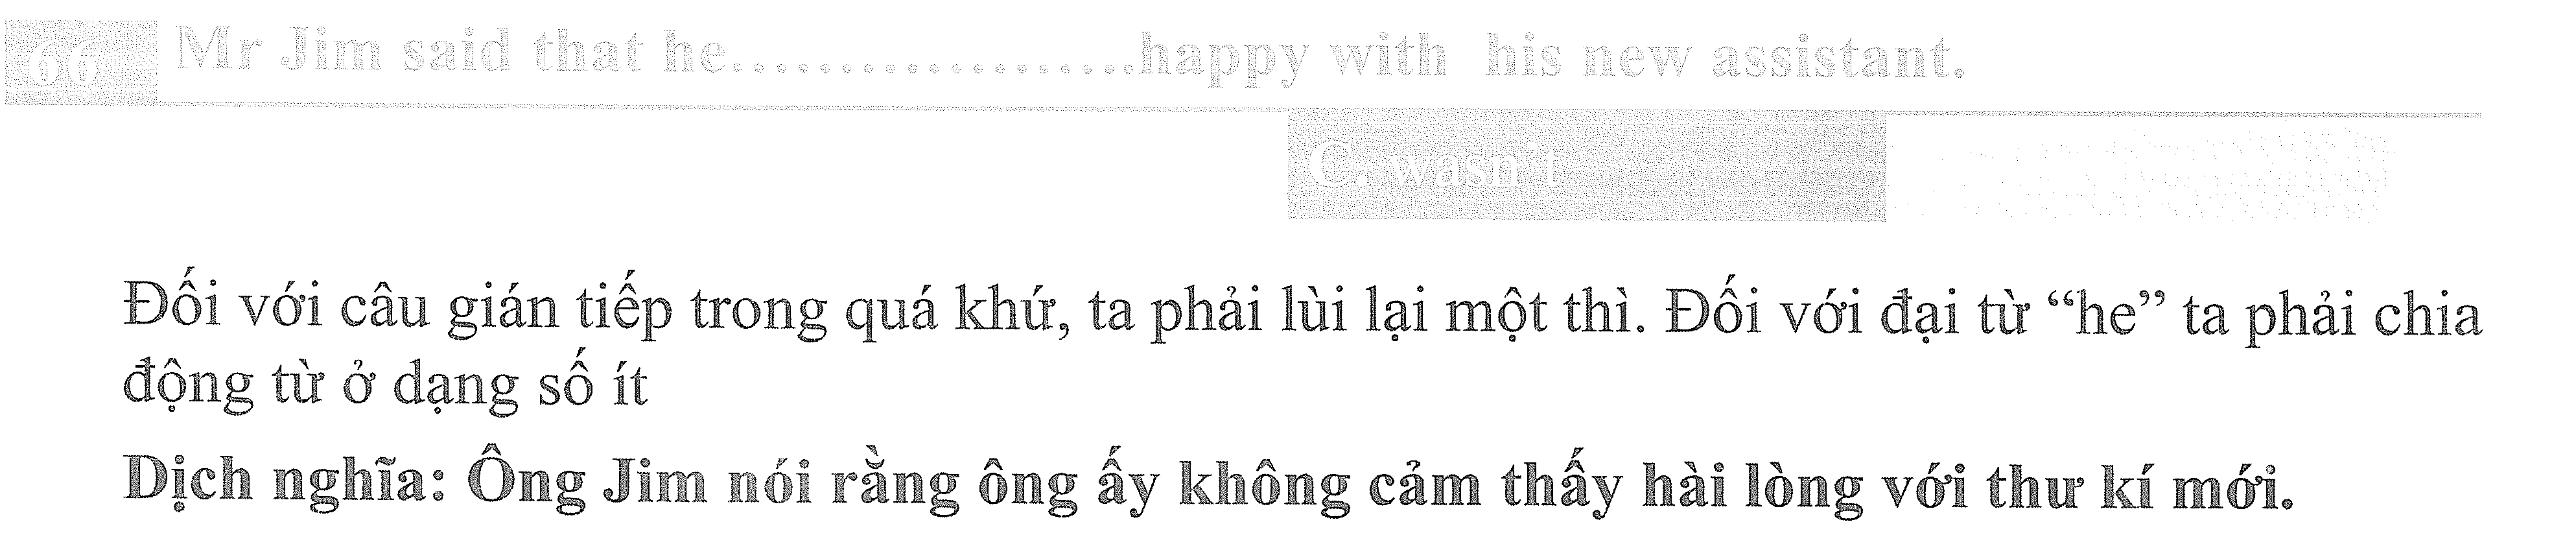 66 Mr Jim said that he...................happy with his new assistant.
C. wasn't
Đối với câu gián tiếp trong quá khứ, ta phải lùi lại một thì. Đối với đại từ “he” ta phải chia
động từ ở dạng số ít
Dịch nghĩa: Ông Jim nói rằng ông ấy không cảm thấy hài lòng với thư kí mới.